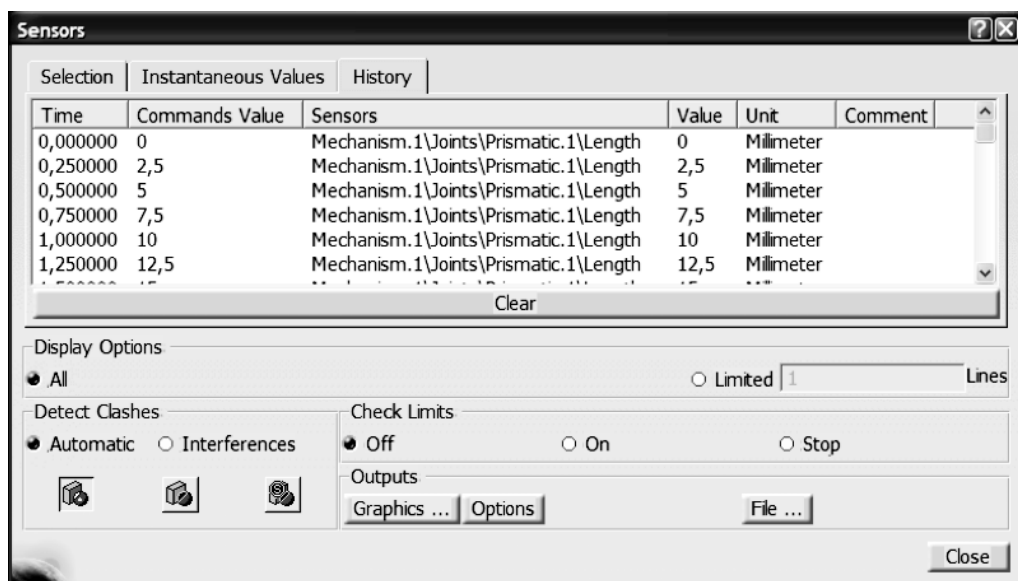 Sensors
Selection Instantaneous Values History
Time Commands Value Sensors Value Unit Comment
0,000000 0 Mechanism.1\Joints\Prismatic.1\Length 0 Millimeter
0,250000 2,5 Mechanism.1\Joints\Prismatic.1\Length 2,5 Millimeter
0,500000 5 Mechanism.1\Joints\Prismatic.1\Length 5 Millimeter
0,750000 7,5 Mechanism.1\Joints\Prismatic.1\Length 7,5 Millimeter
1,000000 10 Mechanism.1\Joints\Prismatic.1\Length 10 Millimeter
1,250000 12,5 Mechanism.1\Joints\Prismatic.1\Length 12,5 Millimeter
Clear
Display Options
All Limited 1 Lines
Detect Clashes Check Limits
Automatic Interferences Off On Stop
Outputs
Graphics ... Options File ...
Close